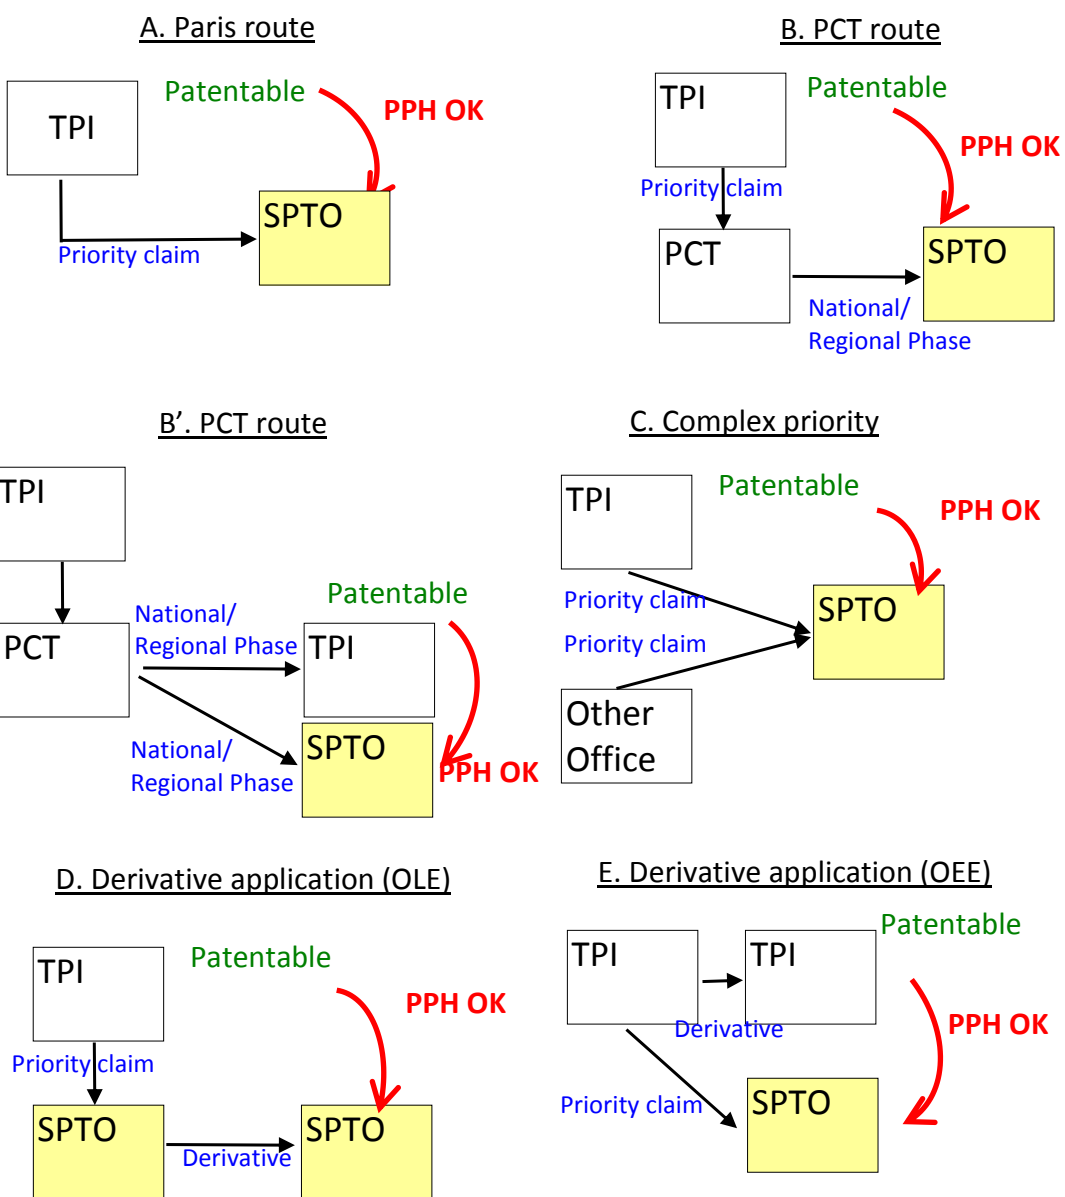 A. Paris route
TPI
Patentable
PPH OK
SPTO
Priority claim
B. PCT route
TPI
Patentable
PPH OK
Priority claim
PCT
SPTO
National/
Regional Phase
B’. PCT route
TPI
PCT
National/
Regional Phase
Patentable
TPI
National/
Regional Phase
SPTO
PPH OK
C. Complex priority
TPI
Patentable
PPH OK
Priority claim
Priority claim
SPTO
Other
Office
D. Derivative application (OLE)
TPI
Patentable
PPH OK
Priority claim
SPTO
Derivative
SPTO
E. Derivative application (OEE)
Patentable
TPI
TPI
Derivative
PPH OK
Priority claim
SPTO